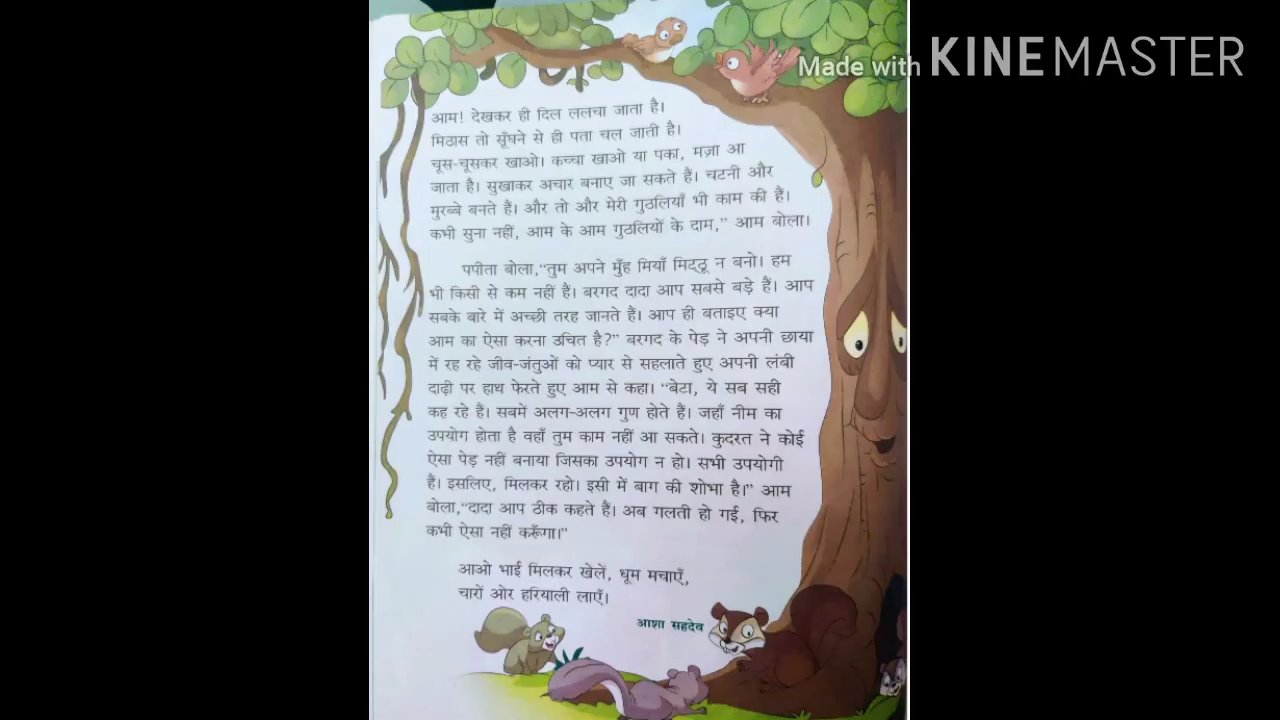 Made with KINEMASTER
आम! देखकर ही दिल ललचा जाता है।
मिठास तो सूँघने से ही पता चल जाती है।
चूस-चूसकर खाओ। कच्चा खाओ या पका, मज़ा आ
जाता है। सुखाकर अचार बनाए जा सकते हैं। चटनी और
मुरब्बे बनते हैं। और तो और मेरी गुठलियाँ भी काम की हैं।
कभी सुना नहीं, आम के आम गुठलियों के दाम,” आम बोला।
पपीता बोला,“तुम अपने मुँह मियाँ मिट्ठू न बनो। हम
भी किसी से कम नहीं हैं। बरगद दादा आप सबसे बड़े हैं। आप
सबके बारे में अच्छी तरह जानते हैं। आप ही बताइए क्या
आम का ऐसा करना उचित है?” बरगद के पेड़ ने अपनी छाया
में रह रहे जीव-जंतुओं को प्यार से सहलाते हुए अपनी लंबी
दाढ़ी पर हाथ फेरते हुए आम से कहा। “बेटा, ये सब सही
कह रहे हैं। सबमें अलग-अलग गुण होते हैं। जहाँ नीम का
उपयोग होता है वहाँ तुम काम नहीं आ सकते। कुदरत ने कोई
ऐसा पेड़ नहीं बनाया जिसका उपयोग न हो। सभी उपयोगी
हैं। इसलिए, मिलकर रहो। इसी में बाग की शोभा है।” आम
बोला,“दादा आप ठीक कहते हैं। अब गलती हो गई, फिर
कभी ऐसा नहीं करूँगा।”
आओ भाई मिलकर खेलें, धूम मचाएँ,
चारों ओर हरियाली लाएँ।
आशा सहदेव